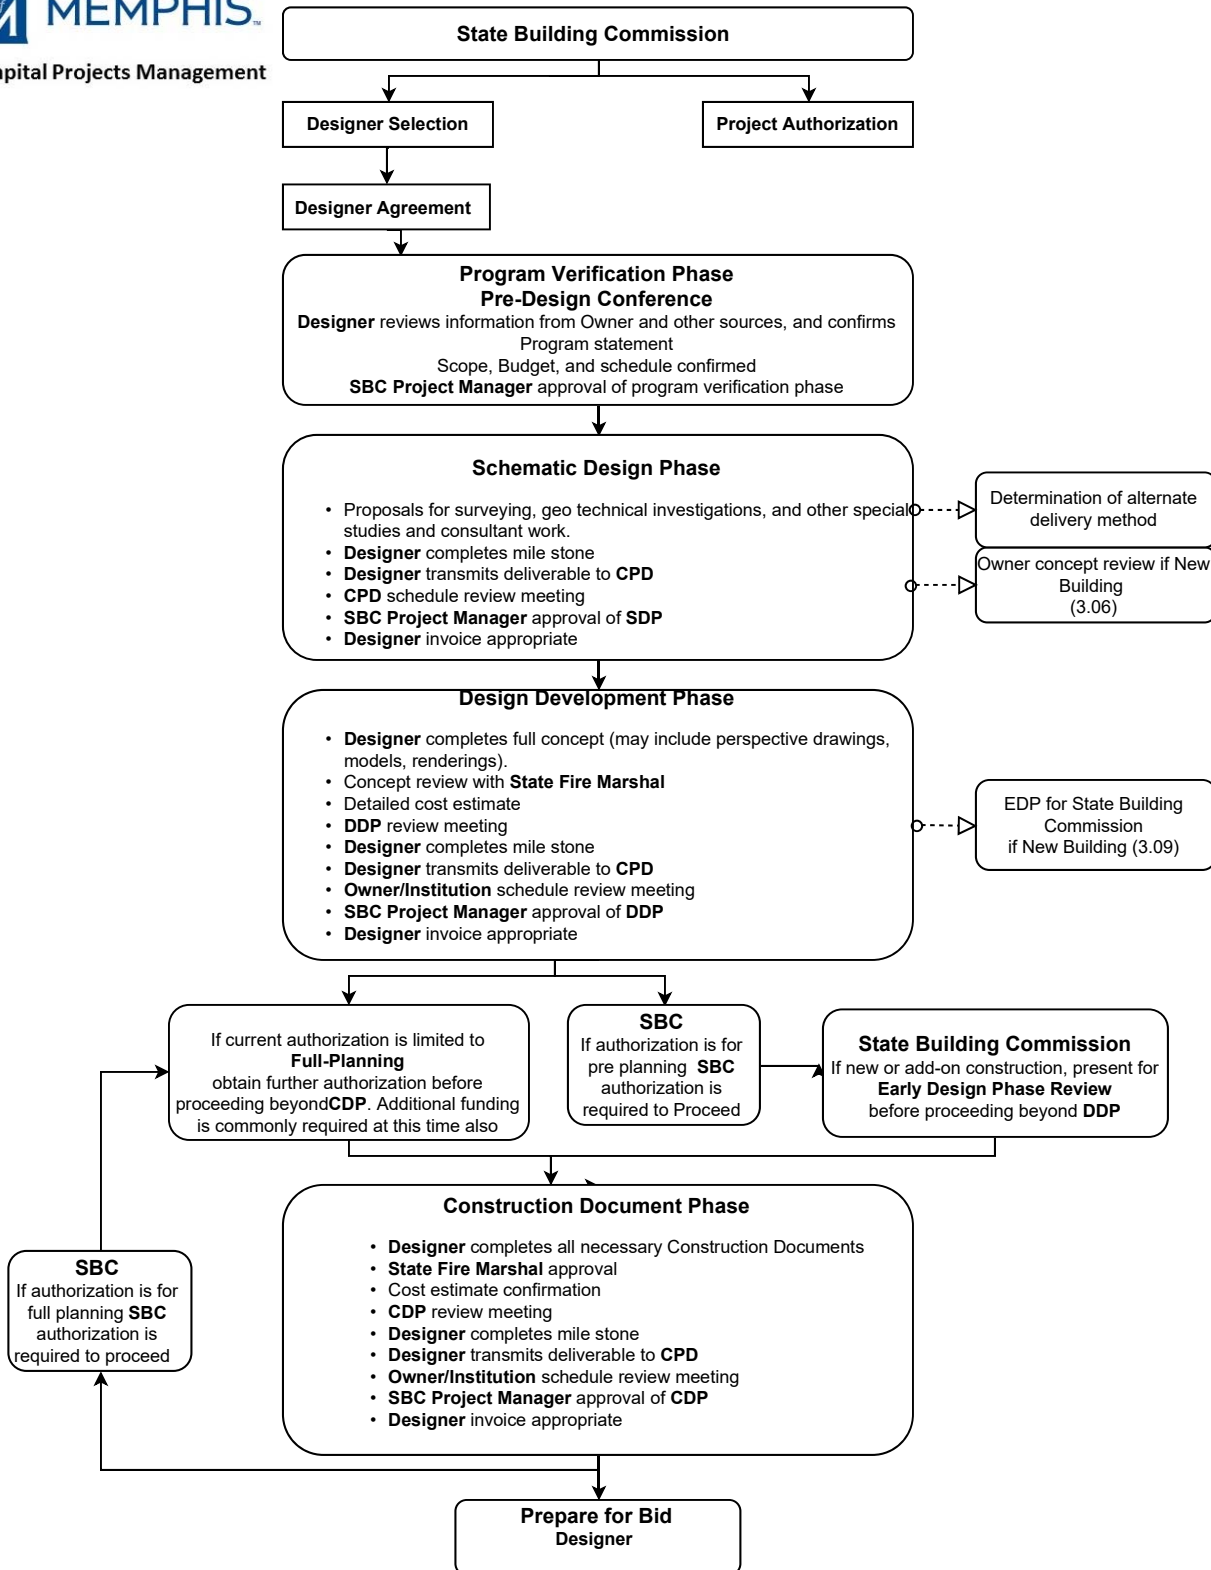 MEMPHIS™
pital Projects Management
State Building Commission
Designer Selection
Project Authorization
Designer Agreement
Program Verification Phase
Pre-Design Conference
Designer reviews information from Owner and other sources, and confirms
Program statement
Scope, Budget, and schedule confirmed
SBC Project Manager approval of program verification phase
Schematic Design Phase
• Proposals for surveying, geo technical investigations, and other special
studies and consultant work.
• Designer completes mile stone
• Designer transmits deliverable to CPD
• CPD schedule review meeting
• SBC Project Manager approval of SDP
• Designer invoice appropriate
Determination of alternate
delivery method
Owner concept review if New
Building
(3.06)
Design Development Phase
• Designer completes full concept (may include perspective drawings,
models, renderings).
• Concept review with State Fire Marshal
• Detailed cost estimate
• DDP review meeting
• Designer completes mile stone
• Designer transmits deliverable to CPD
• Owner/Institution schedule review meeting
• SBC Project Manager approval of DDP
• Designer invoice appropriate
EDP for State Building
Commission
if New Building (3.09)
If current authorization is limited to
Full-Planning
obtain further authorization before
proceeding beyondCDP. Additional funding
is commonly required at this time also
SBC
If authorization is for
pre planning SBC
authorization is
required to Proceed
State Building Commission
If new or add-on construction, present for
Early Design Phase Review
before proceeding beyond DDP
Construction Document Phase
• Designer completes all necessary Construction Documents
• State Fire Marshal approval
• Cost estimate confirmation
• CDP review meeting
• Designer completes mile stone
• Designer transmits deliverable to CPD
• Owner/Institution schedule review meeting
• SBC Project Manager approval of CDP
• Designer invoice appropriate
SBC
If authorization is for
full planning SBC
authorization is
required to proceed
Prepare for Bid
Designer